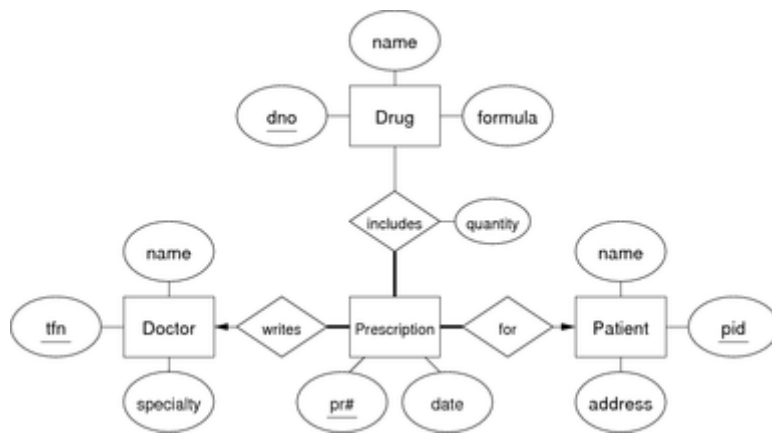 name
dno
Drug
formula
includes
quantity
name
name
tfn
Doctor
writes
Prescription
for
Patient
pid
specialty
pr#
date
address